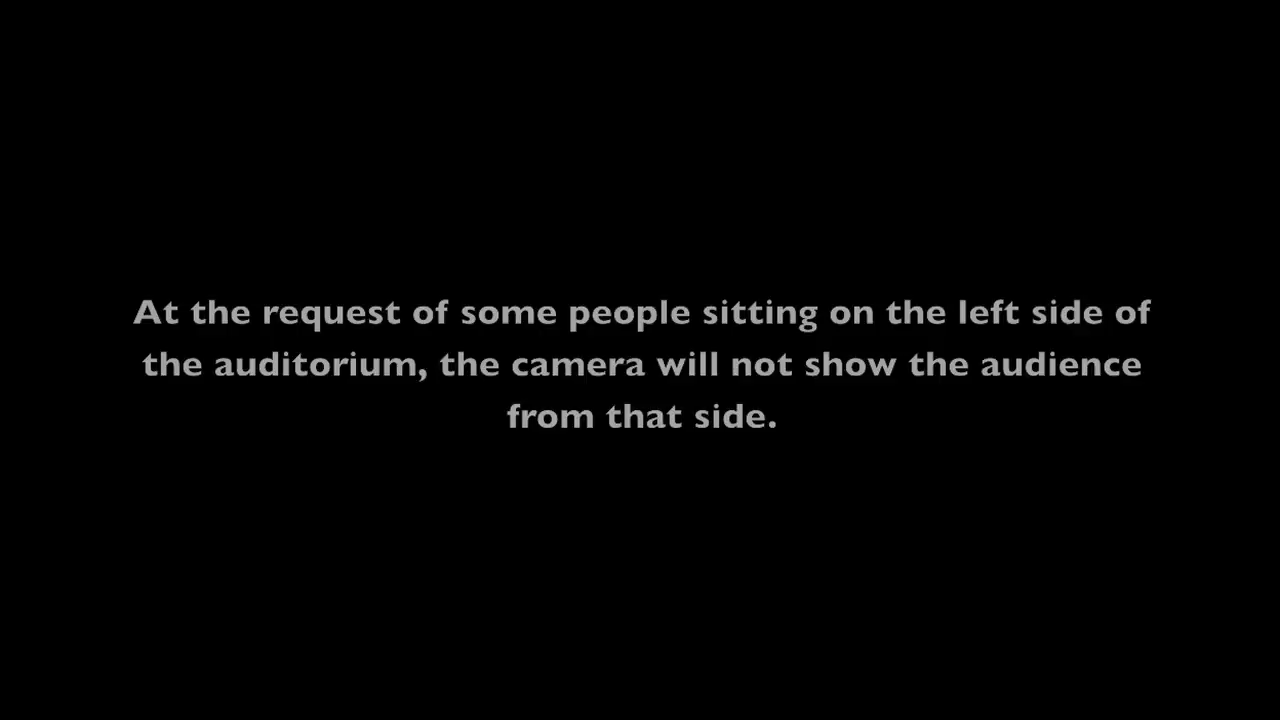 At the request of some people sitting on the left side of
the auditorium, the camera will not show the audience
from that side.